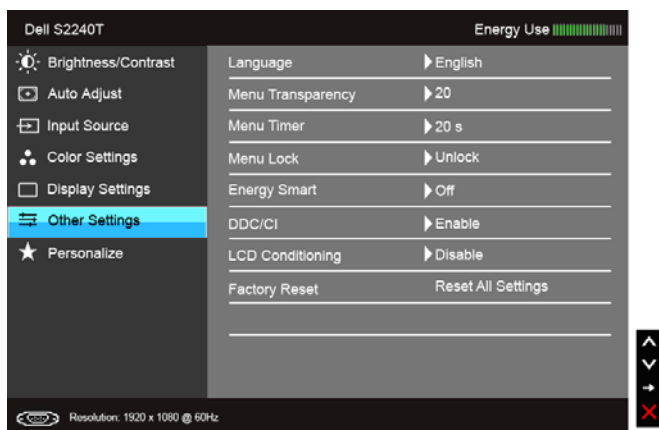 Dell S2240T
Energy Use
Brightness/Contrast
Auto Adjust
Input Source
Color Settings
Display Settings
Other Settings
Personalize
Language English
Menu Transparency 20
Menu Timer 20 s
Menu Lock Unlock
Energy Smart Off
DDC/CI Enable
LCD Conditioning Disable
Factory Reset Reset All Settings
Resolution: 1920 x 1080 @ 60Hz